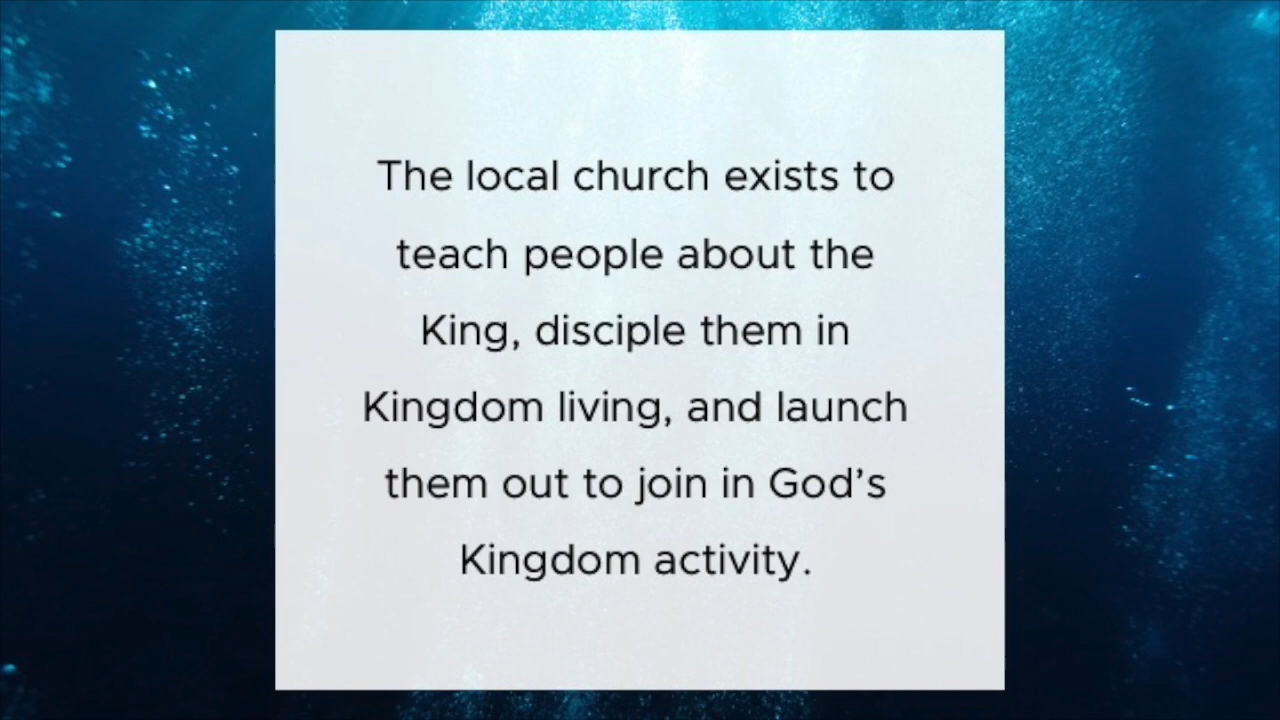 The local church exists to
teach people about the
King, disciple them in
Kingdom living, and launch
them out to join in God’s
Kingdom activity.